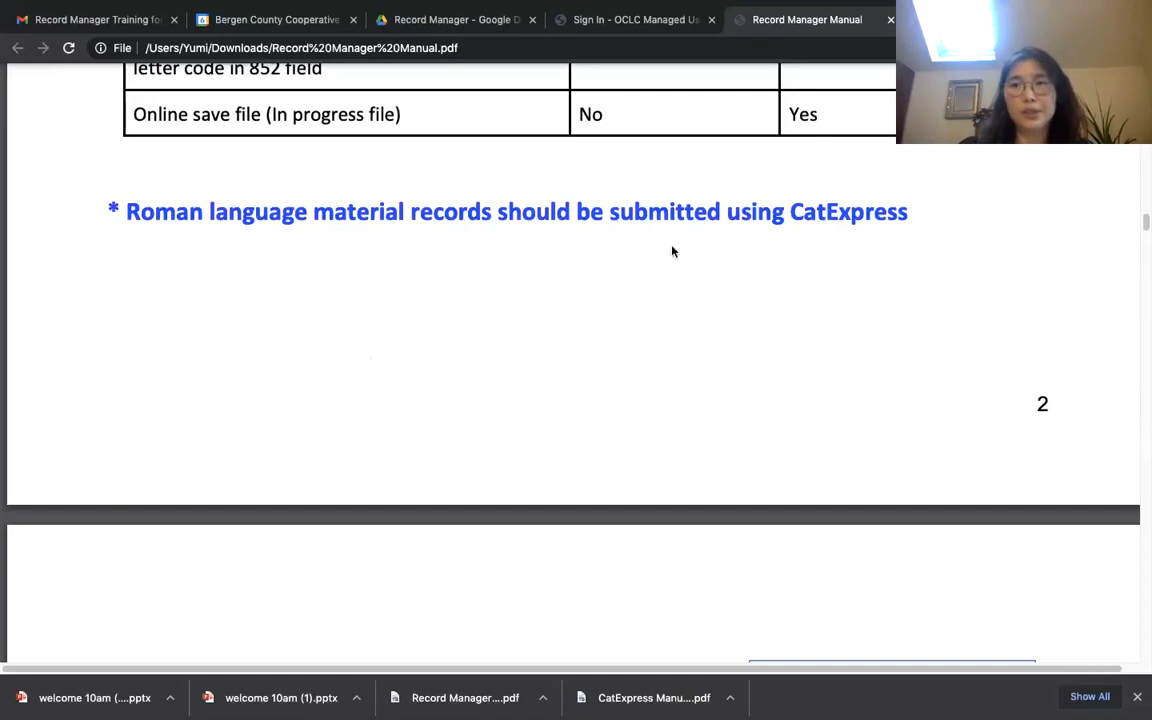 Record Manager Training for
Bergen County Cooperative
Record Manager - Google D
Sign In - OCLC Managed Us
Record Manager Manual
File
/Users/Yumi/Downloads/Record%20Manager%20Manual.pdf
letter code in 852 field
Online save file (In progress file) No Yes
* Roman language material records should be submitted using CatExpress
2
welcome 10am (....pptx
welcome 10am (1).pptx
Record Manager....pdf
CatExpress Manu....pdf
Show All